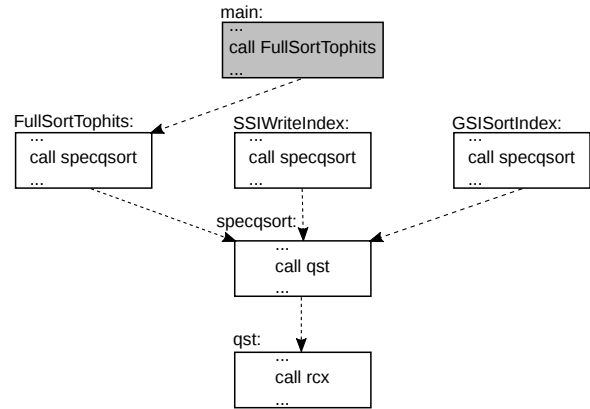 main:
...
call FullSortTophits
...
FullSortTophits:
...
call specqsort
...
SSIWriteIndex:
...
call specqsort
...
GSISortIndex:
...
call specqsort
...
specqsort:
...
call qst
...
qst:
...
call rcx
...